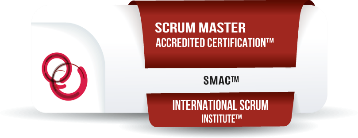 SCRUM MASTER
ACCREDITED CERTIFICATION™
SMAC™
INTERNATIONAL SCRUM
INSTITUTE™